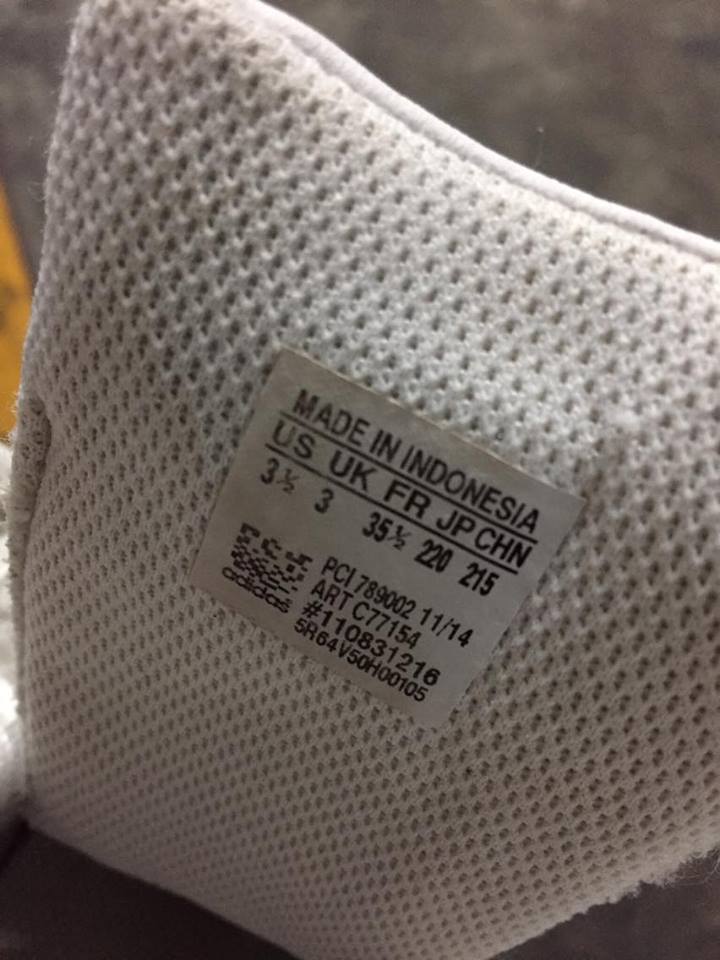 MADE IN INDONESIA
US UK FR JP CHN
3½ 3 35½ 220 215
PCI 789002 11/14
ART C77154
#110831216
5R64V50H00105
adidas